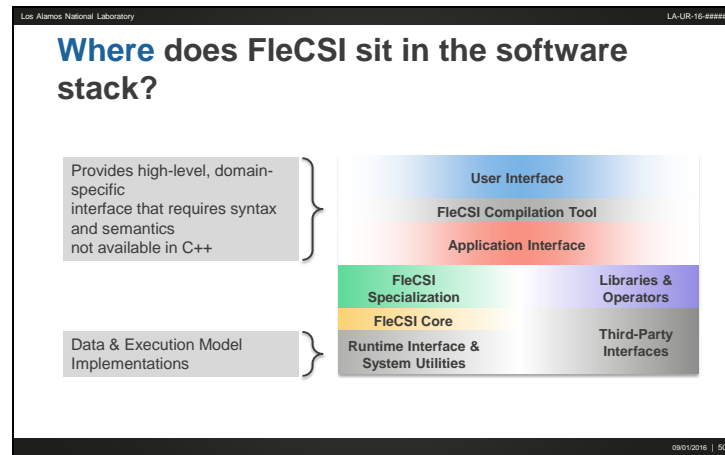 Los Alamos National Laboratory
LA-UR-16-#####
Where does FleCSI sit in the software
stack?
Provides high-level, domain-
specific
interface that requires syntax
and semantics
not available in C++
User Interface
FleCSI Compilation Tool
Application Interface
FleCSI
Specialization
Libraries &
Operators
FleCSI Core
Third-Party
Interfaces
Data & Execution Model
Implementations
Runtime Interface &
System Utilities
09/01/2016 | 50